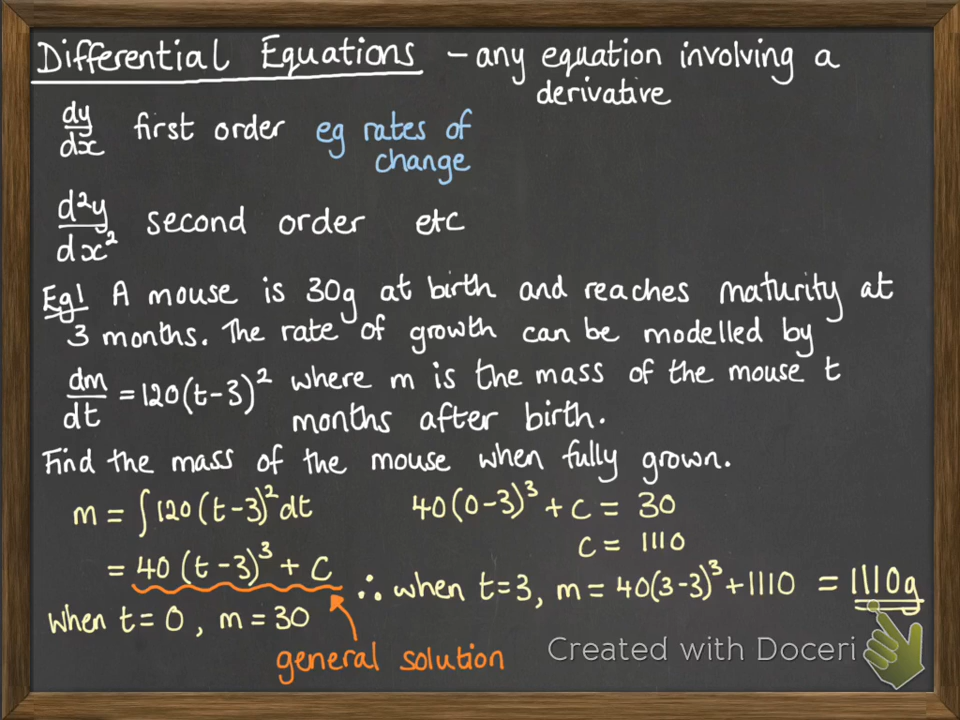 Differential Equations – any equation involving a
derivative
dy/dx first order eg rates of
change
d²y/dx² second order etc
Eg1 A mouse is 30g at birth and reaches maturity at
3 months. The rate of growth can be modelled by
dm/dt = 120(t-3)² where m is the mass of the mouse t
months after birth.
Find the mass of the mouse when fully grown.
m = ∫120(t-3)²dt
= 40(t-3)³ + c
when t=0, m=30
general solution
40(0-3)³ + c = 30
c = 1110
∴ when t=3, m = 40(3-3)³ + 1110 = 1110g
Created with Doceri